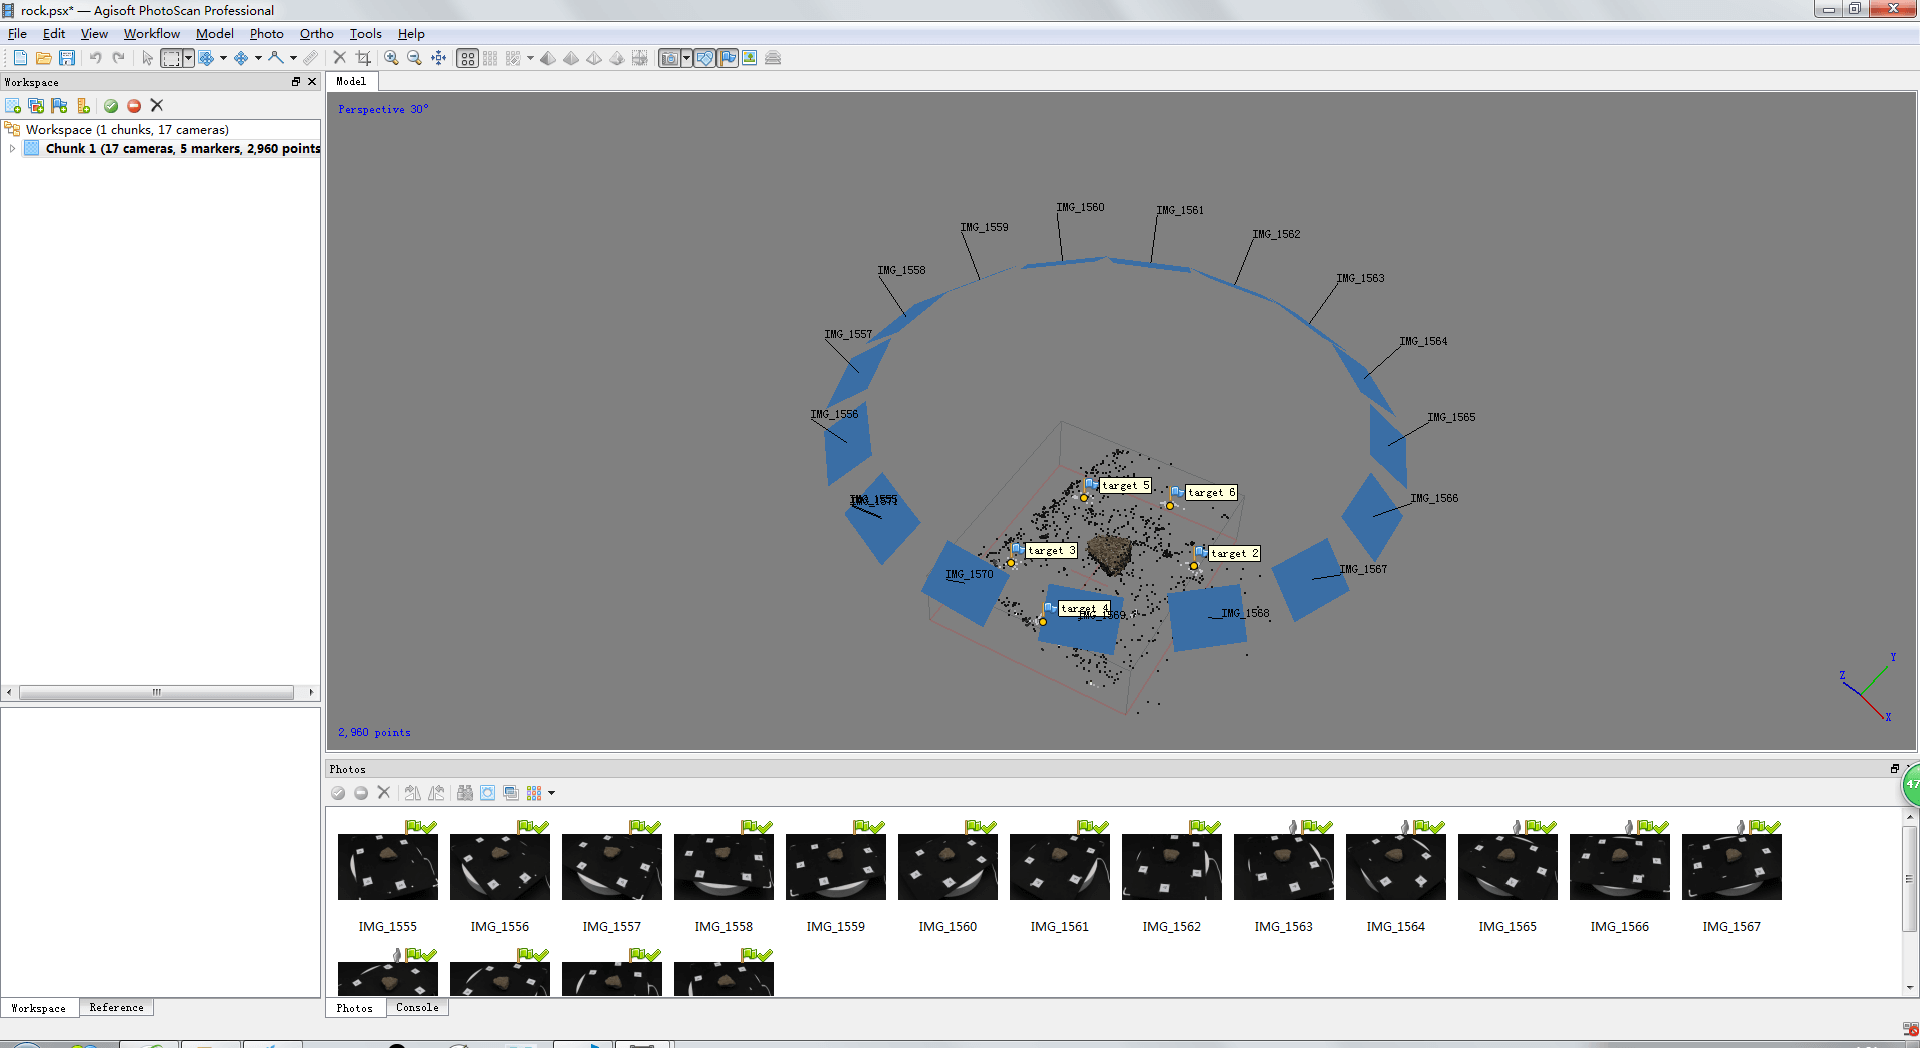 rock.psx* — Agisoft PhotoScan Professional
File Edit View Workflow Model Photo Ortho Tools Help
Workspace
Model
Workspace (1 chunks, 17 cameras)
Chunk 1 (17 cameras, 5 markers, 2,960 points
Perspective 30°
IMG_1560
IMG_1561
IMG_1559
IMG_1562
IMG_1558
IMG_1563
IMG_1557
IMG_1564
IMG_1556
IMG_1565
IMG_1555
IMG_1571
IMG_1566
target 5
target 6
target 3
target 2
IMG_1570
IMG_1567
target 4
IMG_1569
IMG_1568
Y
Z
X
2,960 points
Photos
47
IMG_1555 IMG_1556 IMG_1557 IMG_1558 IMG_1559 IMG_1560 IMG_1561 IMG_1562 IMG_1563 IMG_1564 IMG_1565 IMG_1566 IMG_1567
Workspace Reference
Photos Console